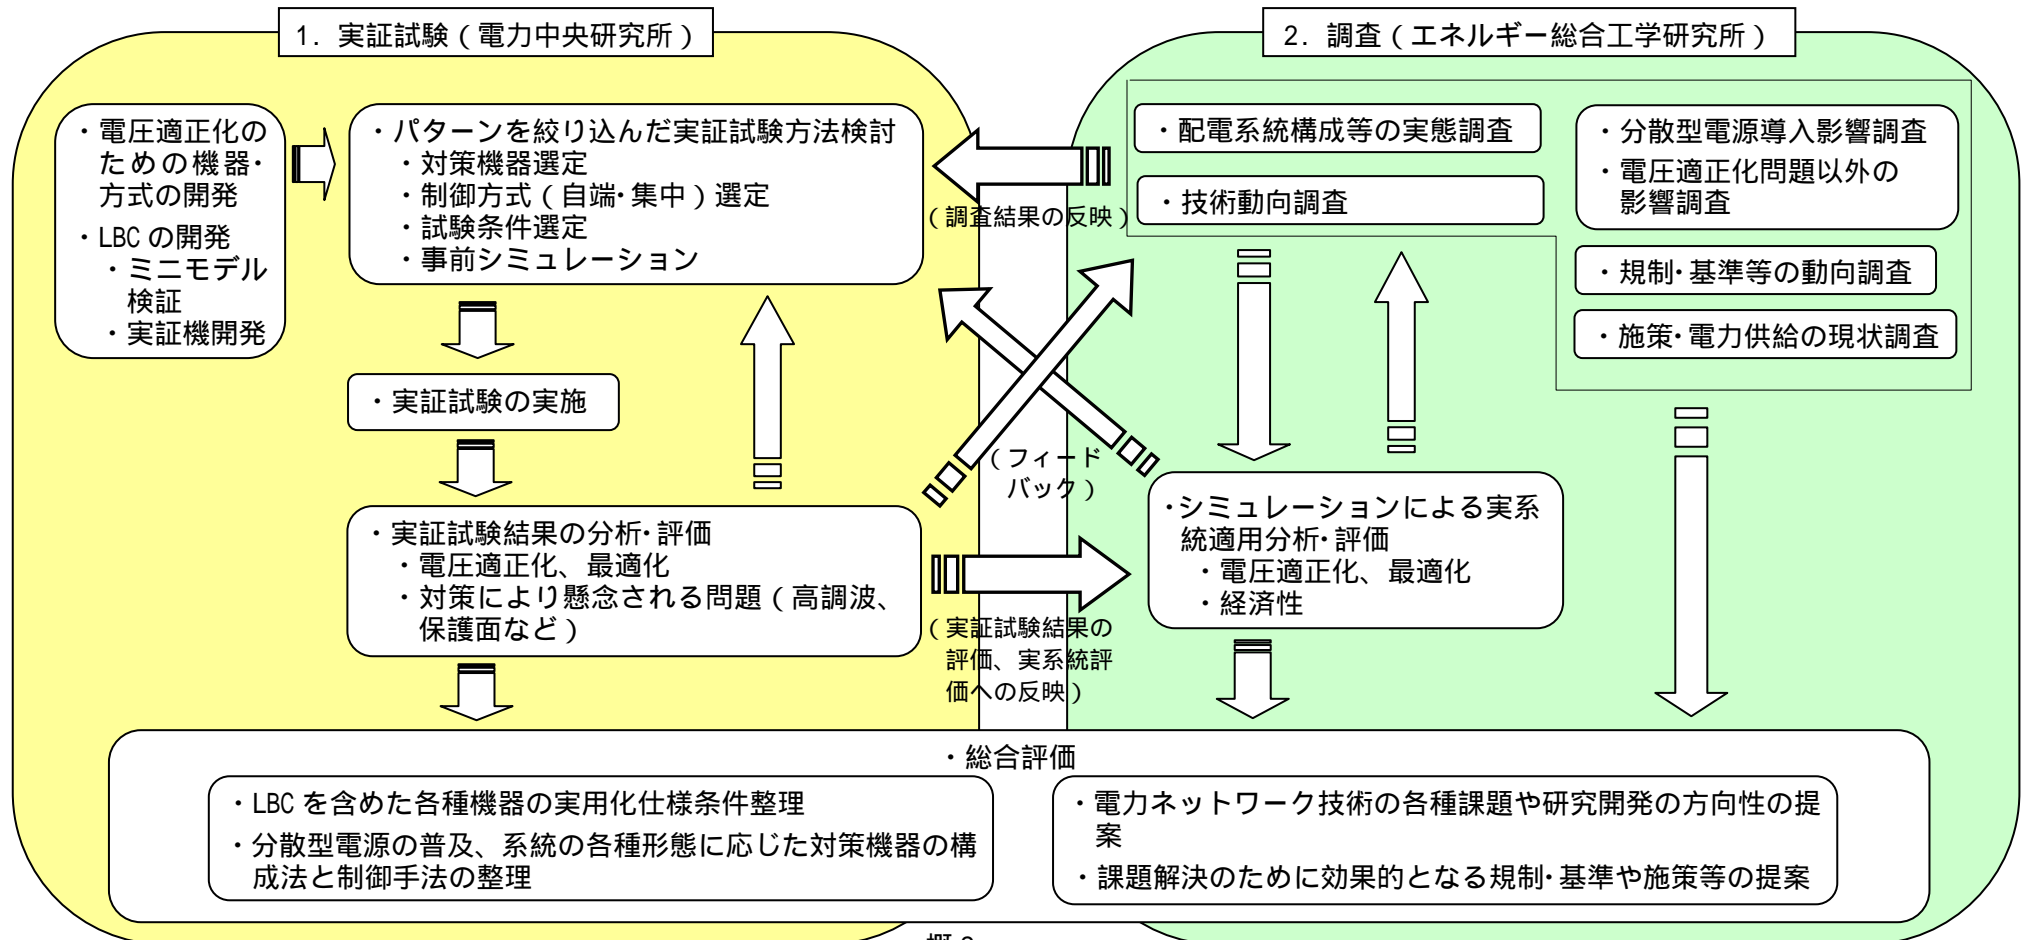 1. 実証試験（電力中央研究所）
・電圧適正化の
ための機器・
方式の開発
・LBC の開発
・ミニモデル
検証
・実証機開発
・パターンを絞り込んだ実証試験方法検討
・対策機器選定
・制御方式（自端・集中）選定
・試験条件選定
・事前シミュレーション
・実証試験の実施
・実証試験結果の分析・評価
・電圧適正化、最適化
・対策により懸念される問題（高調波、
保護面など）
（調査結果の反映）
（フィード
バック）
（実証試験結果の
評価、実系統評
価への反映）
2. 調査（エネルギー総合工学研究所）
・配電系統構成等の実態調査
・技術動向調査
・分散型電源導入影響調査
・電圧適正化問題以外の
影響調査
・規制・基準等の動向調査
・施策・電力供給の現状調査
・シミュレーションによる実系
統適用分析・評価
・電圧適正化、最適化
・経済性
・総合評価
・LBC を含めた各種機器の実用化仕様条件整理
・分散型電源の普及、系統の各種形態に応じた対策機器の構
成法と制御手法の整理
・電力ネットワーク技術の各種課題や研究開発の方向性の提
案
・課題解決のために効果的となる規制・基準や施策等の提案